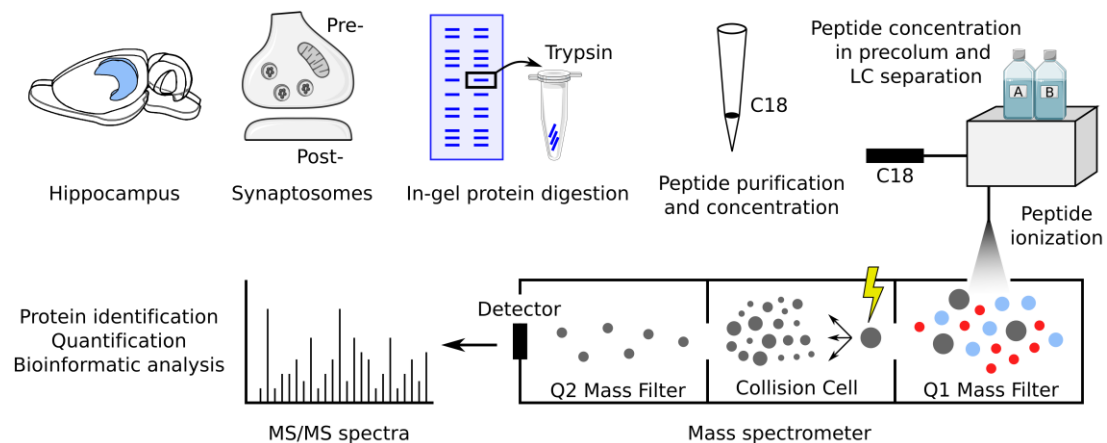 Pre-
Post-
Trypsin
C18
Peptide concentration
in precolum and
LC separation
A
B
C18
Hippocampus
Synaptosomes
In-gel protein digestion
Peptide purification
and concentration
Peptide
ionization
Protein identification
Quantification
Bioinformatic analysis
MS/MS spectra
Detector
Q2 Mass Filter
Collision Cell
Q1 Mass Filter
Mass spectrometer